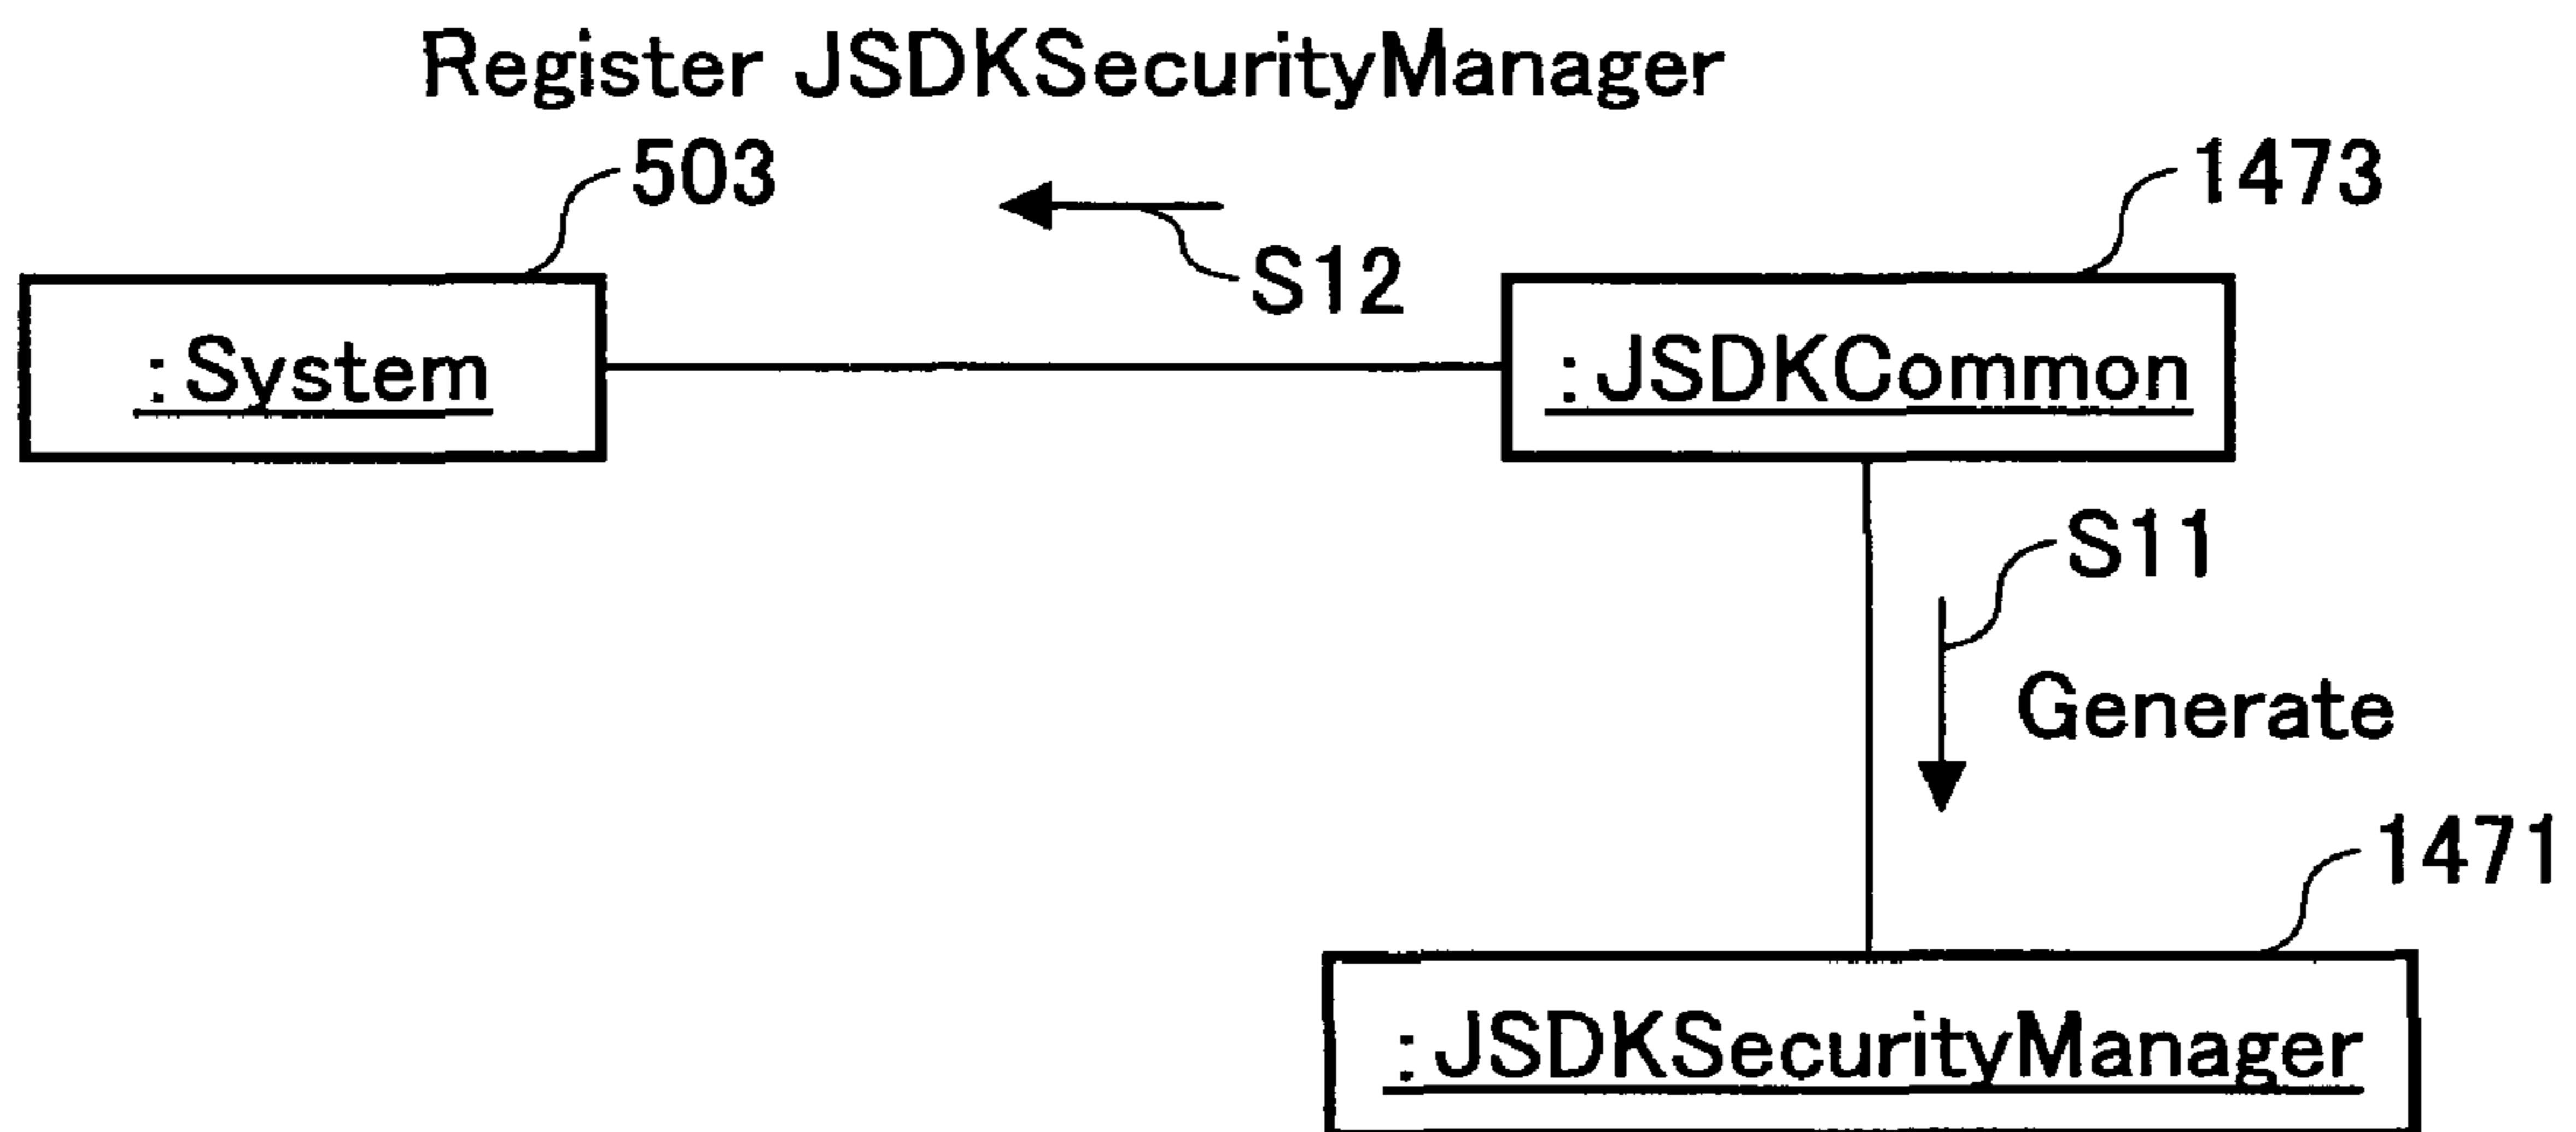 Register JSDKSecurityManager
503
1473
S12
:System
:JSDKCommon
S11
Generate
1471
:JSDKSecurityManager